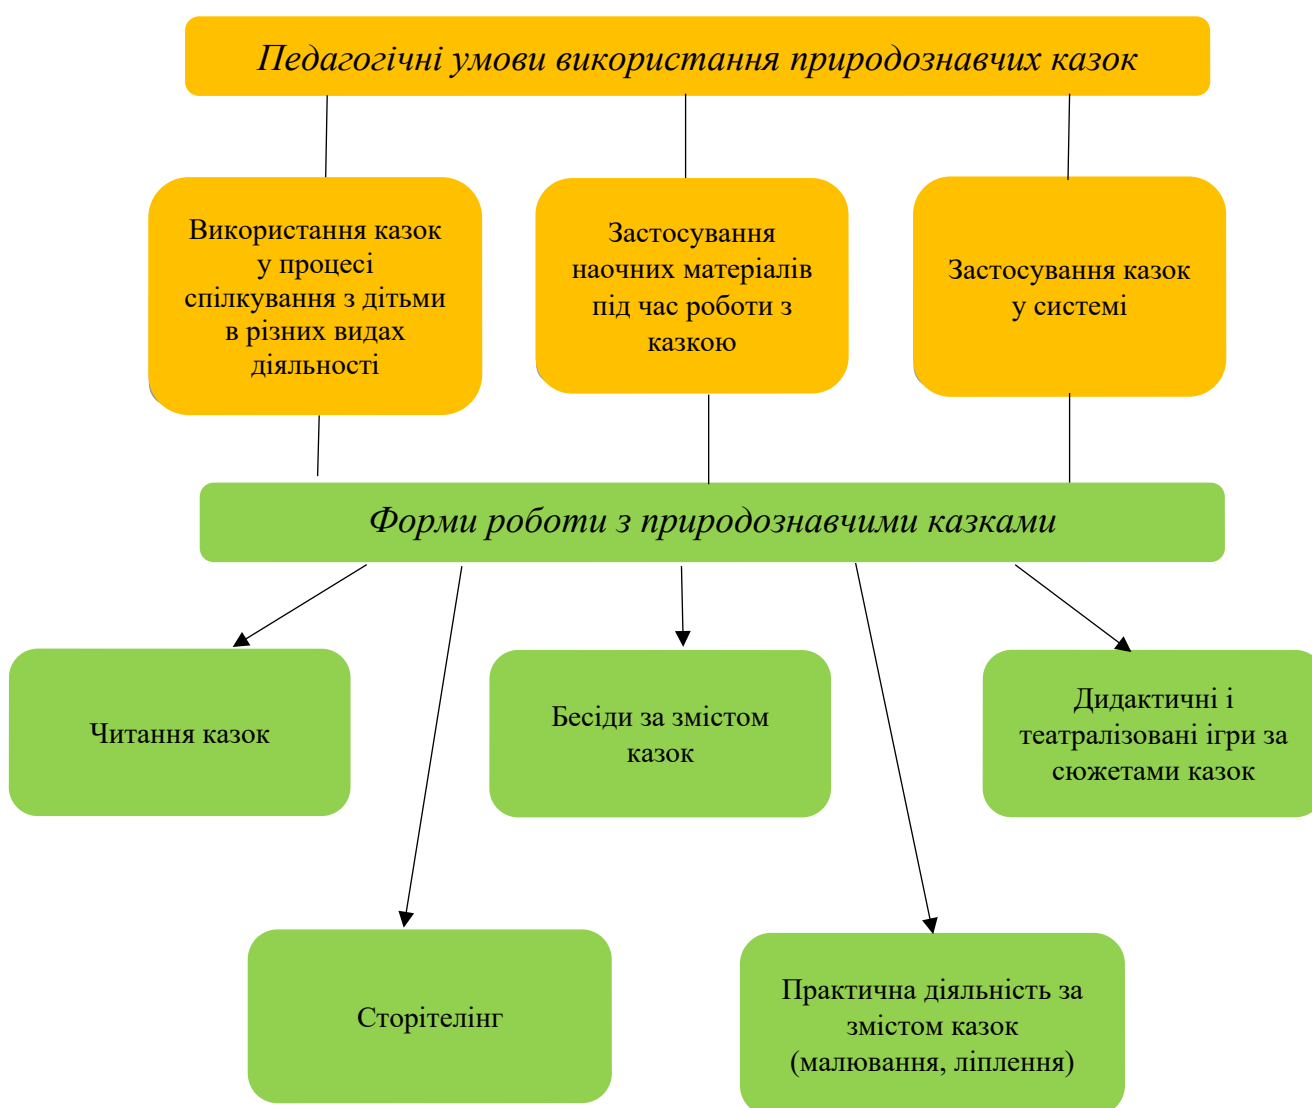 Педагогічні умови використання природознавчих казок
Використання казок
у процесі
спілкування з дітьми
в різних видах
діяльності
Застосування
наочних матеріалів
під час роботи з
казкою
Застосування казок
у системі
Форми роботи з природознавчими казками
Читання казок
Бесіди за змістом
казок
Дидактичні і
театралізовані ігри за
сюжетами казок
Сторітелінг
Практична діяльність за
змістом казок
(малювання, ліплення)